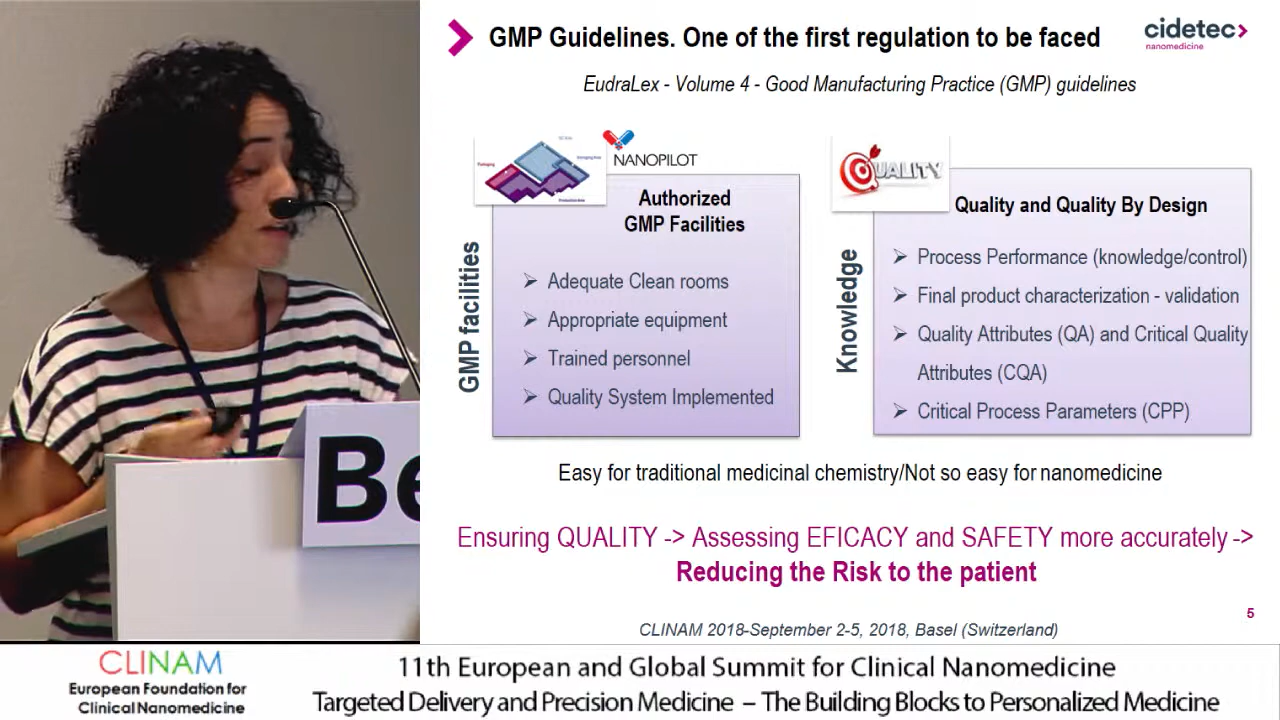 GMP Guidelines. One of the first regulation to be faced
cidetec>
nanomedicine
EudraLex - Volume 4 - Good Manufacturing Practice (GMP) guidelines
NANOPILOT
Packaging
Production Area
Authorized
GMP Facilities
GMP facilities
Adequate Clean rooms
Appropriate equipment
Trained personnel
Quality System Implemented
QUALITY
Quality and Quality By Design
Knowledge
Process Performance (knowledge/control)
Final product characterization - validation
Quality Attributes (QA) and Critical Quality
Attributes (CQA)
Critical Process Parameters (CPP)
Easy for traditional medicinal chemistry/Not so easy for nanomedicine
Ensuring QUALITY -> Assessing EFICACY and SAFETY more accurately ->
Reducing the Risk to the patient
5
CLINAM 2018-September 2-5, 2018, Basel (Switzerland)
Be
CLINAM
European Foundation for
Clinical Nanomedicine
11th European and Global Summit for Clinical Nanomedicine
Targeted Delivery and Precision Medicine – The Building Blocks to Personalized Medicine